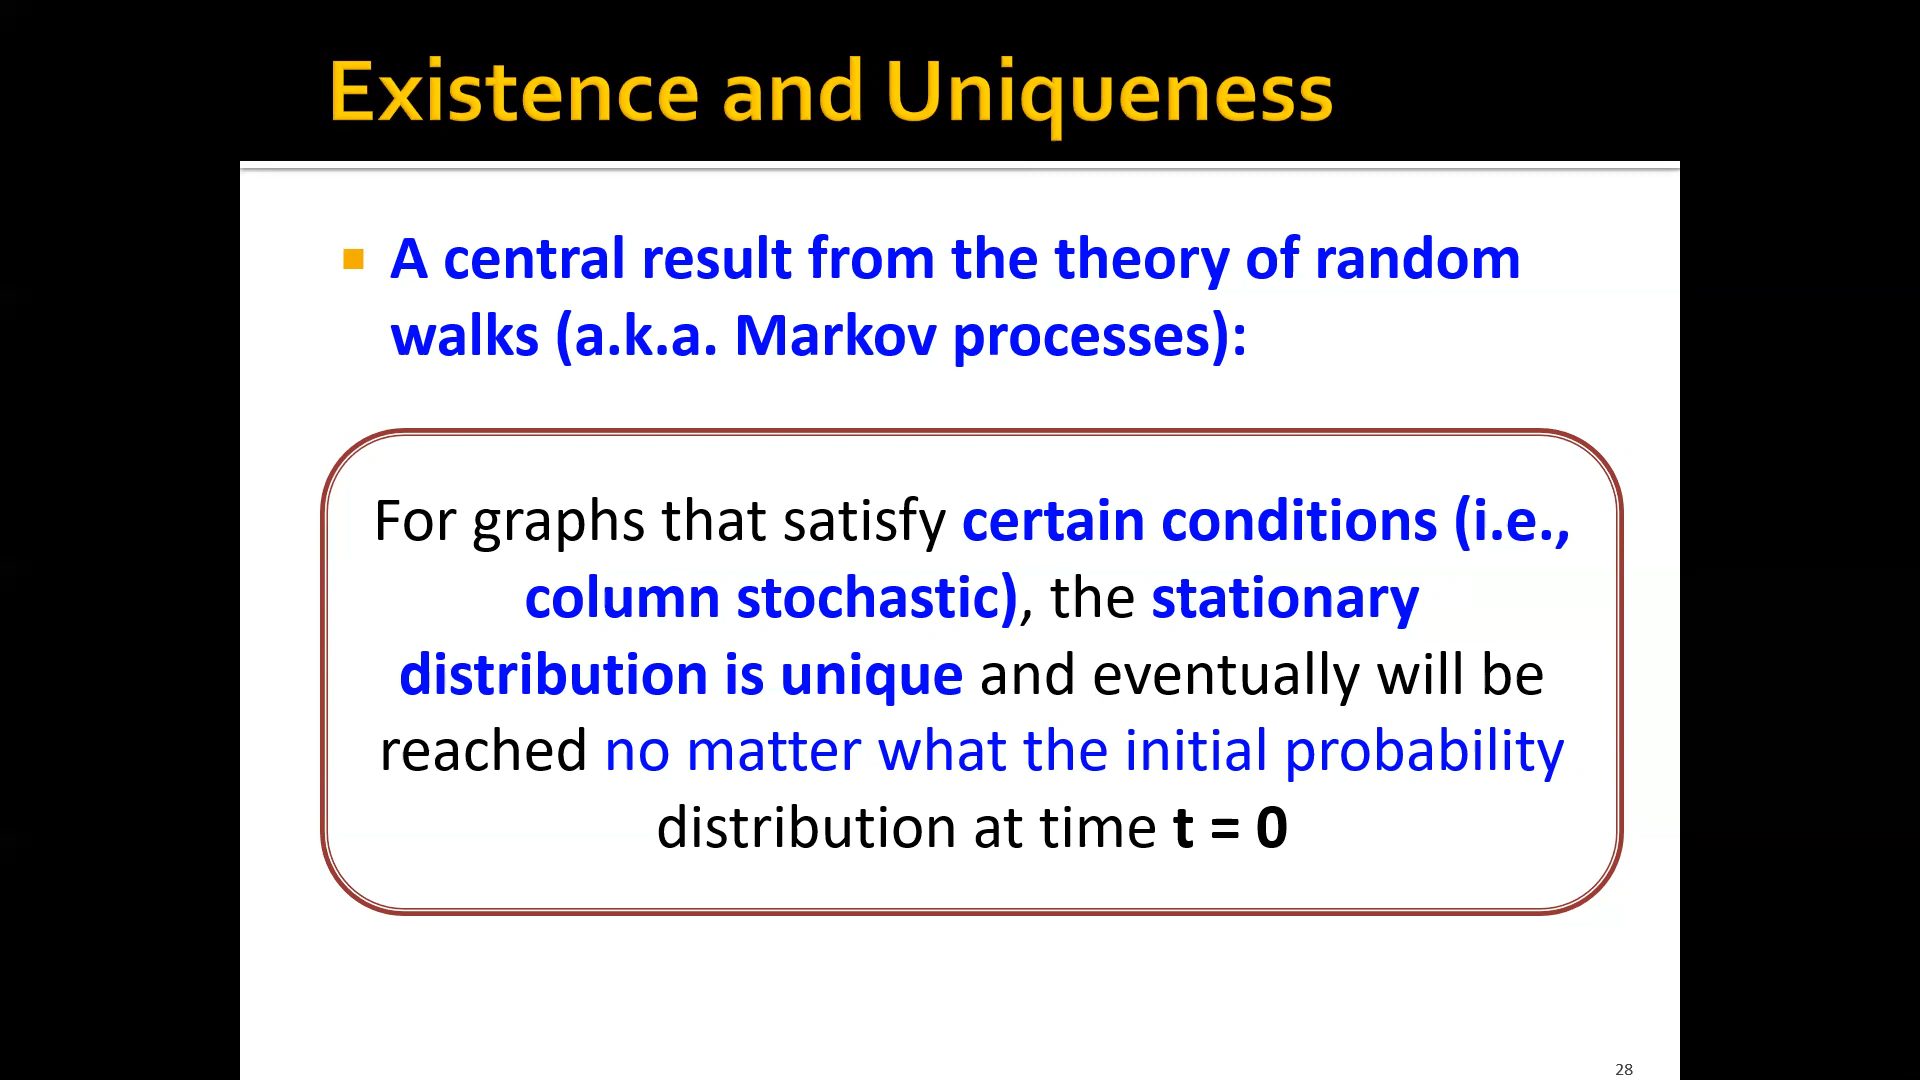 Existence and Uniqueness
A central result from the theory of random
walks (a.k.a. Markov processes):
For graphs that satisfy certain conditions (i.e.,
column stochastic), the stationary
distribution is unique and eventually will be
reached no matter what the initial probability
distribution at time t = 0
28